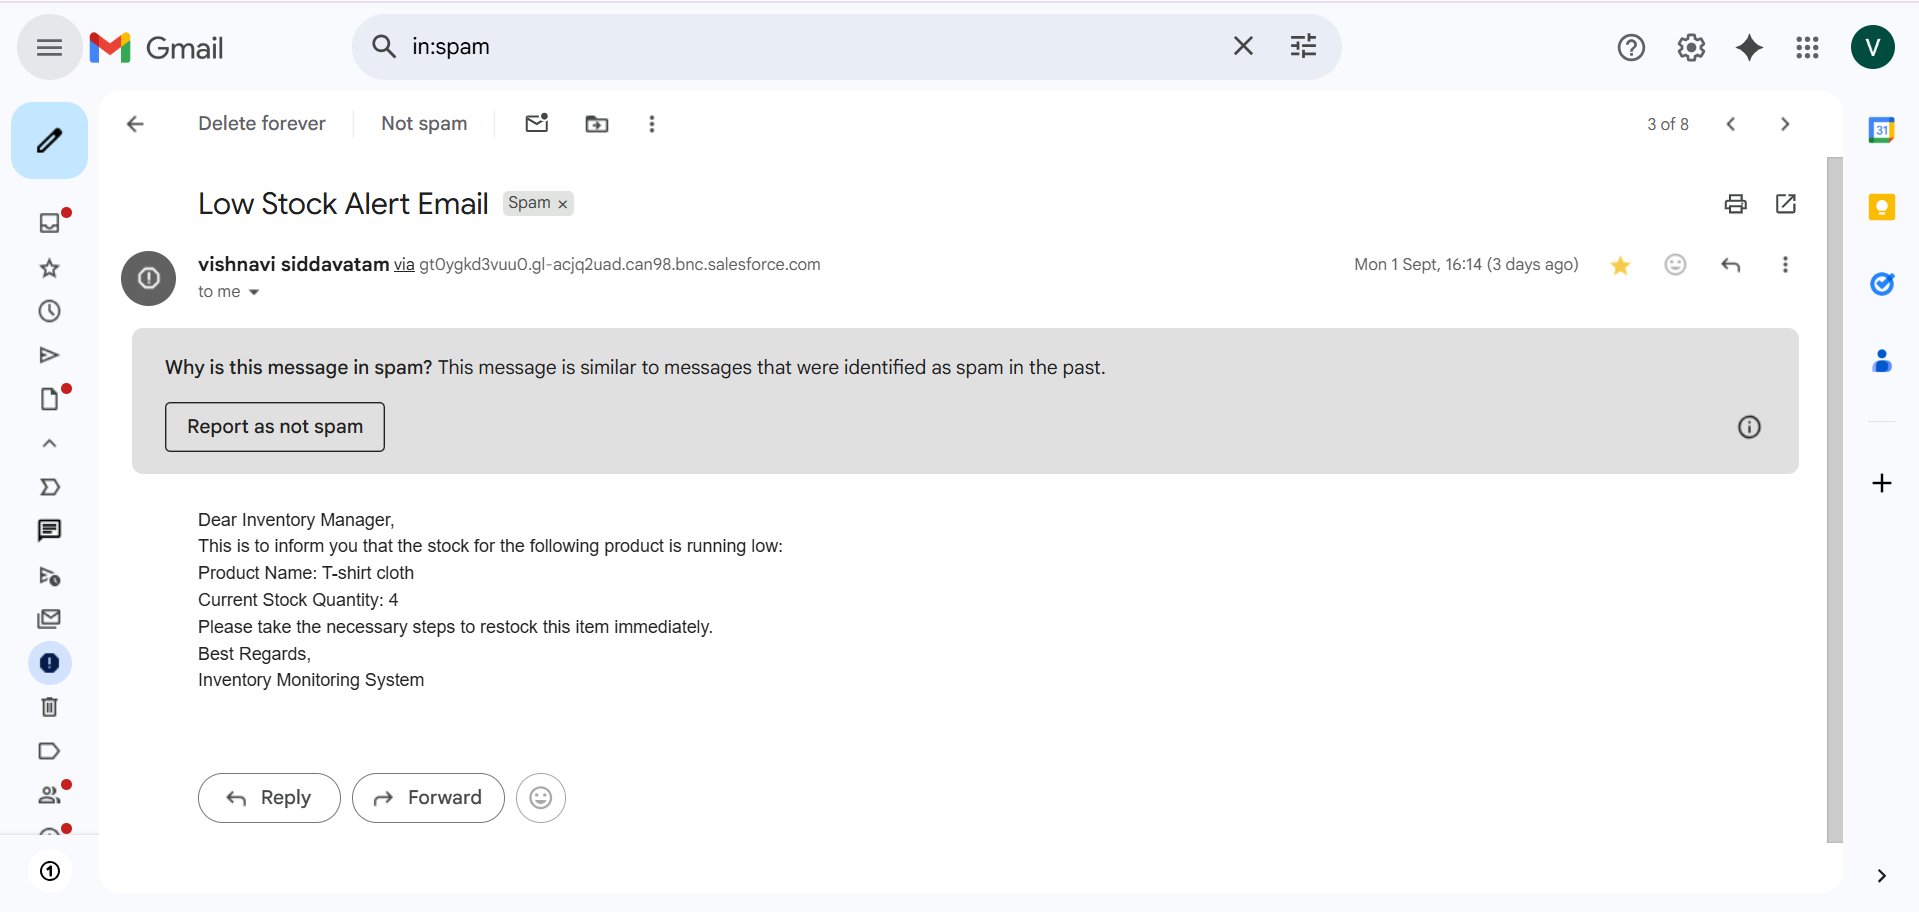 Gmail
in:spam
V
Delete forever
Not spam
3 of 8
31
Low Stock Alert Email
Spam ×
vishnavi siddavatam via gt0ygkd3vuu0.gl-acjq2uad.can98.bnc.salesforce.com
Mon 1 Sept, 16:14 (3 days ago)
to me
Why is this message in spam? This message is similar to messages that were identified as spam in the past.
Report as not spam
Dear Inventory Manager,
This is to inform you that the stock for the following product is running low:
Product Name: T-shirt cloth
Current Stock Quantity: 4
Please take the necessary steps to restock this item immediately.
Best Regards,
Inventory Monitoring System
Reply
Forward
1